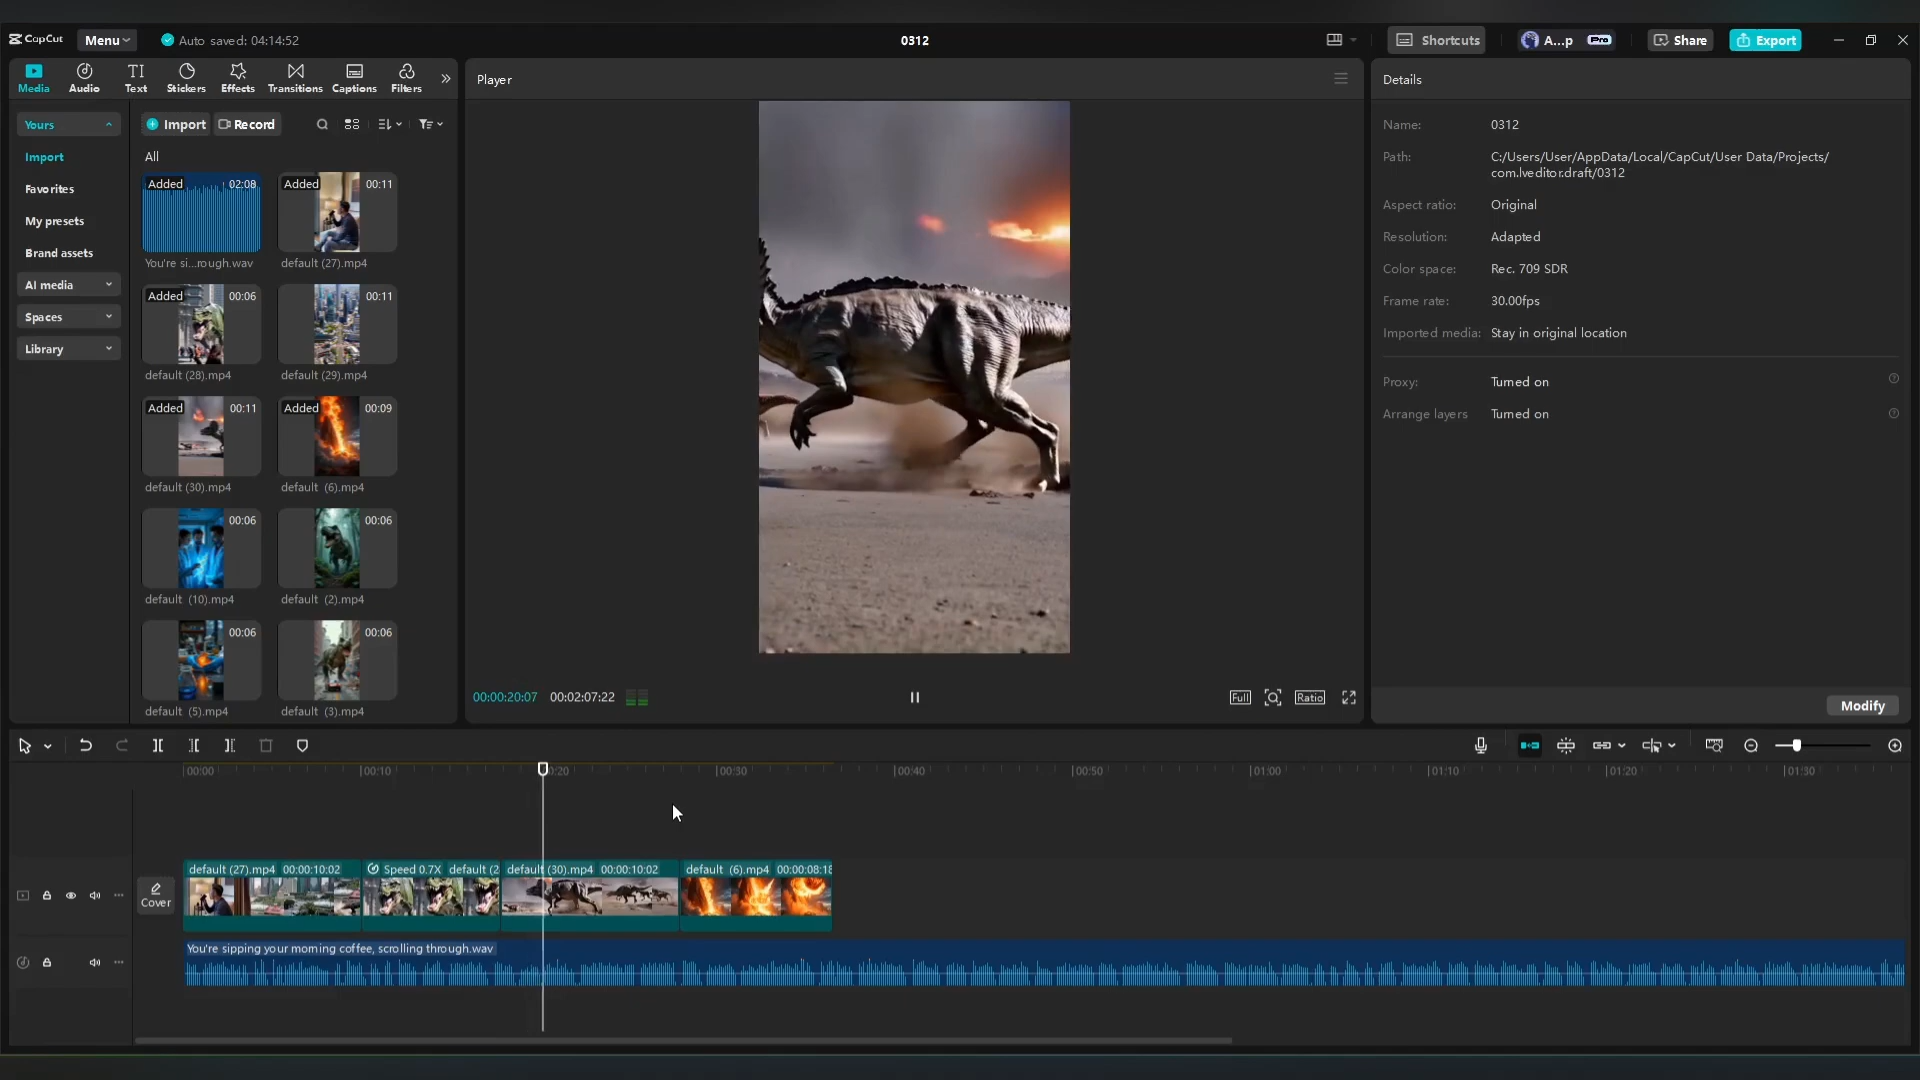 CapCut
Menu
Auto saved: 04:14:52
0312
Shortcuts
A...p
Pro
Share
Export
Media
Audio
TI
Text
Stickers
Effects
Transitions
Captions
Filters
Player
Details
Yours
Import
Favorites
My presets
Brand assets
AI media
Spaces
Library
Import
Record
All
Added 02:08
You're si...rough.wav
Added 00:11
default (27).mp4
Added 00:06
default (28).mp4
00:11
default (29).mp4
Added 00:11
default (30).mp4
Added 00:09
default (6).mp4
00:06
default (10).mp4
00:06
default (2).mp4
00:06
default (5).mp4
00:06
default (3).mp4
00:00:20:07
00:02:07:22
Full
Ratio
Name: 0312
Path: C:/Users/User/AppData/Local/CapCut/User Data/Projects/
com.lveditor.draft/0312
Aspect ratio: Original
Resolution: Adapted
Color space: Rec. 709 SDR
Frame rate: 30.00fps
Imported media: Stay in original location
Proxy: Turned on
Arrange layers Turned on
Modify
00:00
00:10
00:20
00:30
00:40
00:50
01:00
01:10
01:20
01:30
Cover
default (27).mp4 00:00:10:02
Speed 0.7X default (2
default (30).mp4 00:00:10:02
default (6).mp4 00:00:08:18
You're sipping your morning coffee, scrolling through.wav